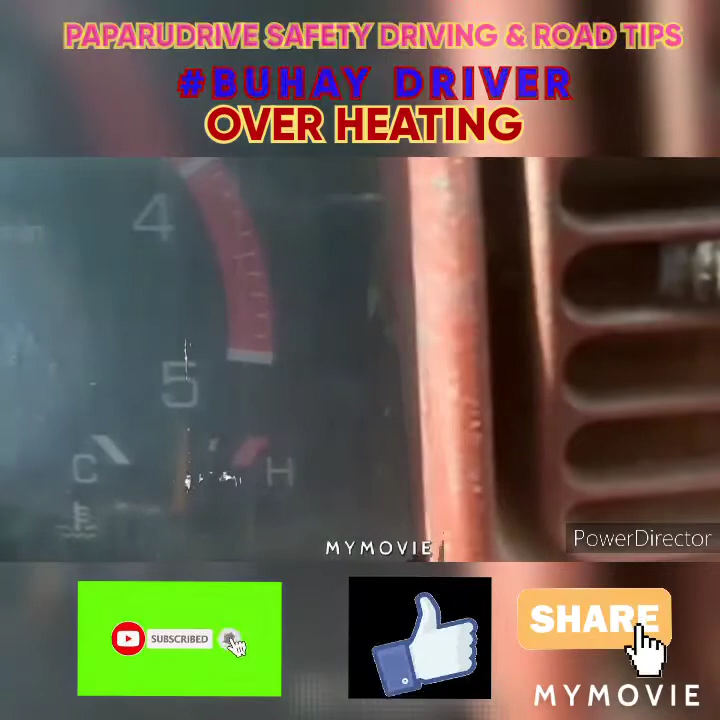 PAPARUDRIVE SAFETY DRIVING & ROAD TIPS
#BUHAY DRIVER
OVER HEATING
4
5
C
H
MYMOVIE
PowerDirector
SUBSCRIBED
SHARE
MYMOVIE